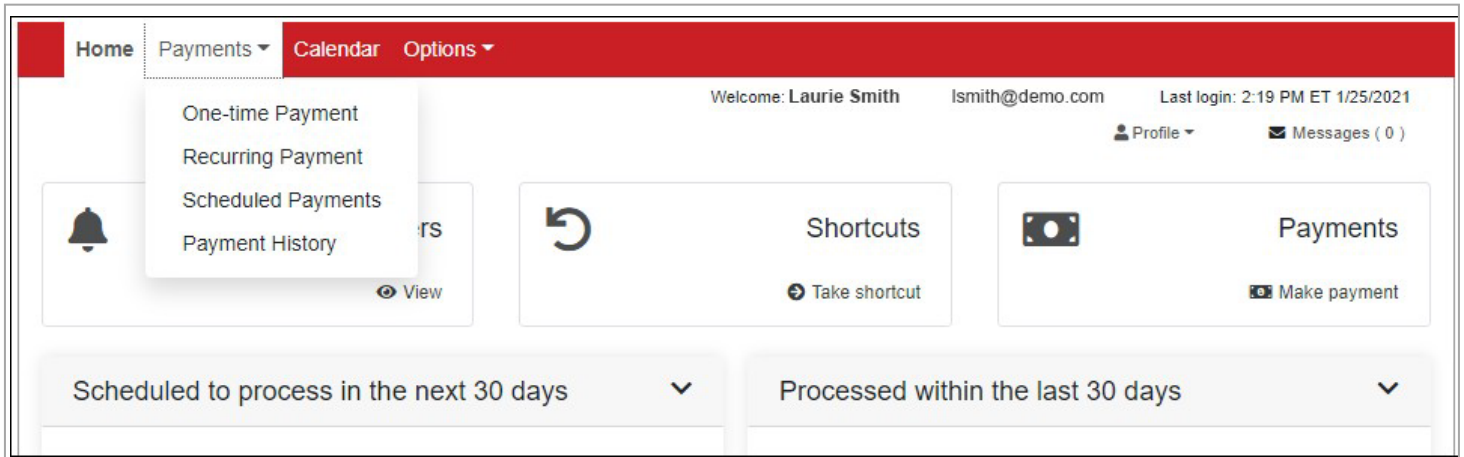 Home Payments Calendar Options
Welcome: Laurie Smith lsmith@demo.com Last login: 2:19 PM ET 1/25/2021
Profile Messages ( 0 )
One-time Payment
Recurring Payment
Scheduled Payments
Payment History
rs
View
Shortcuts
Take shortcut
Payments
Make payment
Scheduled to process in the next 30 days
Processed within the last 30 days